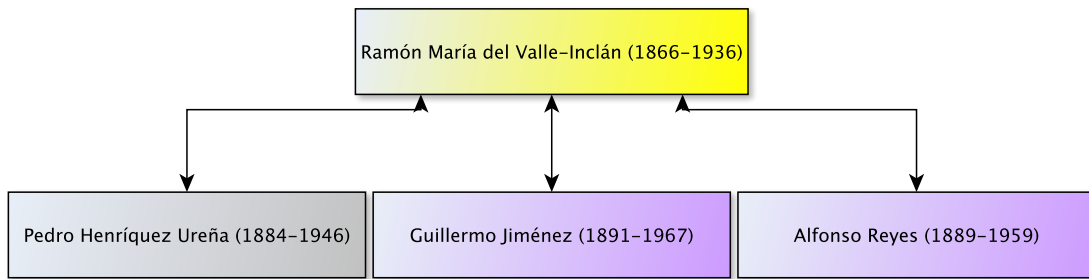 Ramón María del Valle–Inclán (1866–1936)
Pedro Henríquez Ureña (1884–1946)
Guillermo Jiménez (1891–1967)
Alfonso Reyes (1889–1959)